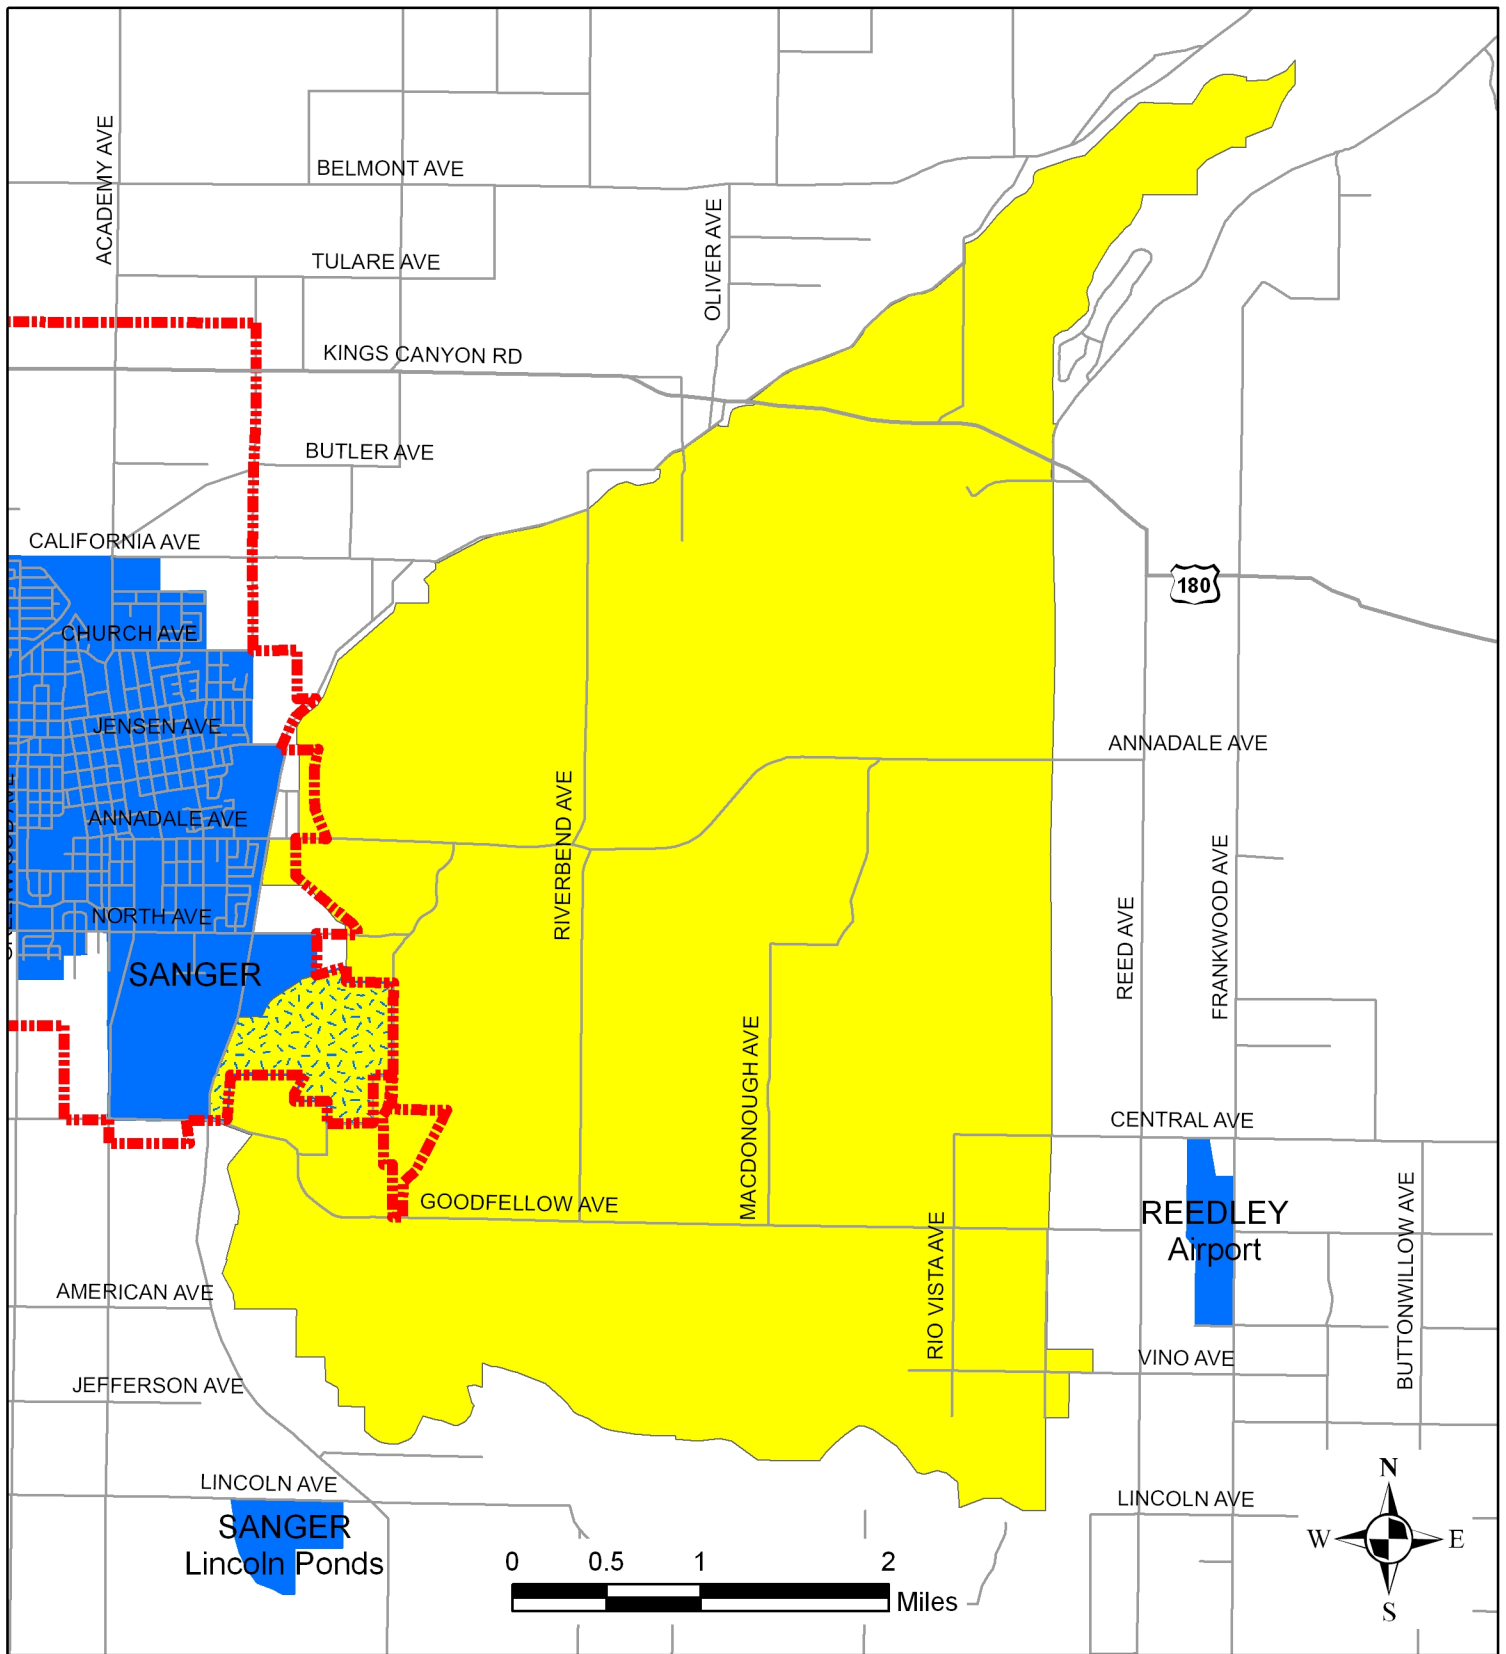 ACADEMY AVE
BELMONT AVE
OLIVER AVE
TULARE AVE
KINGS CANYON RD
BUTLER AVE
CALIFORNIA AVE
180
CHURCH AVE
JENSEN AVE
ANNADALE AVE
RIVERBEND AVE
ANNADALE AVE
GREENWOOD AVE
FRANKWOOD AVE
NORTH AVE
REED AVE
SANGER
MACDONOUGH AVE
CENTRAL AVE
GOODFELLOW AVE
REEDLEY
Airport
BUTTONWILLOW AVE
RIO VISTA AVE
AMERICAN AVE
VINO AVE
JEFFERSON AVE
LINCOLN AVE
LINCOLN AVE
SANGER
Lincoln Ponds
0 0.5 1 2
Miles
N
W E
S